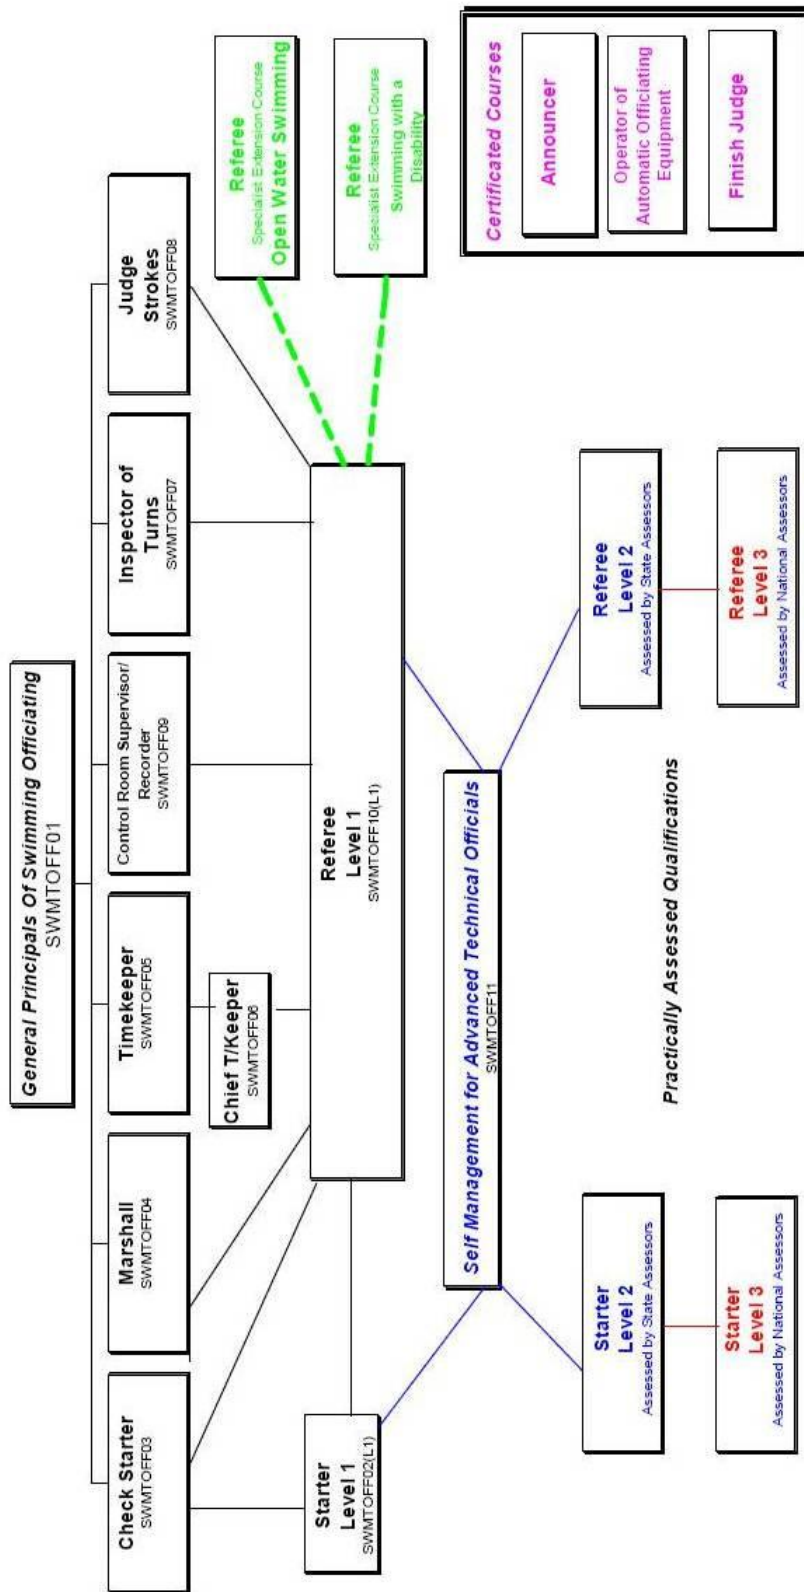 General Principals Of Swimming Officiating
SWMTOFF01
Check Starter
SWMTOFF03
Marshall
SWMTOFF04
Timekeeper
SWMTOFF05
Control Room Supervisor/
Recorder
SWMTOFF09
Inspector of
Turns
SWMTOFF07
Judge
Strokes
SWMTOFF08
Chief T/Keeper
SWMTOFF06
Starter
Level 1
SWMTOFF02(L1)
Referee
Level 1
SWMTOFF10(L1)
Referee
Specialist Extension Course
Open Water Swimming
Referee
Specialist Extension Course
Swimming with a
Disability
Self Management for Advanced Technical Officials
SWMTOFF11
Starter
Level 2
Assessed by State Assessors
Referee
Level 2
Assessed by State Assessors
Practically Assessed Qualifications
Starter
Level 3
Assessed by National Assessors
Referee
Level 3
Assessed by National Assessors
Certificated Courses
Announcer
Operator of
Automatic Officiating
Equipment
Finish Judge